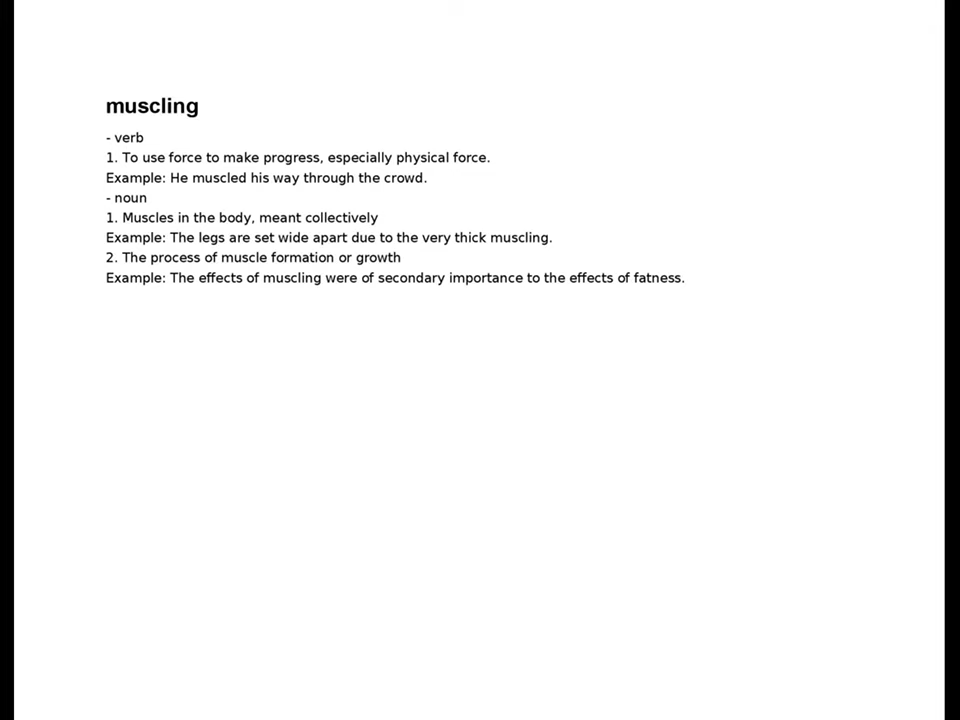 muscling
- verb
1. To use force to make progress, especially physical force.
Example: He muscled his way through the crowd.
- noun
1. Muscles in the body, meant collectively
Example: The legs are set wide apart due to the very thick muscling.
2. The process of muscle formation or growth
Example: The effects of muscling were of secondary importance to the effects of fatness.